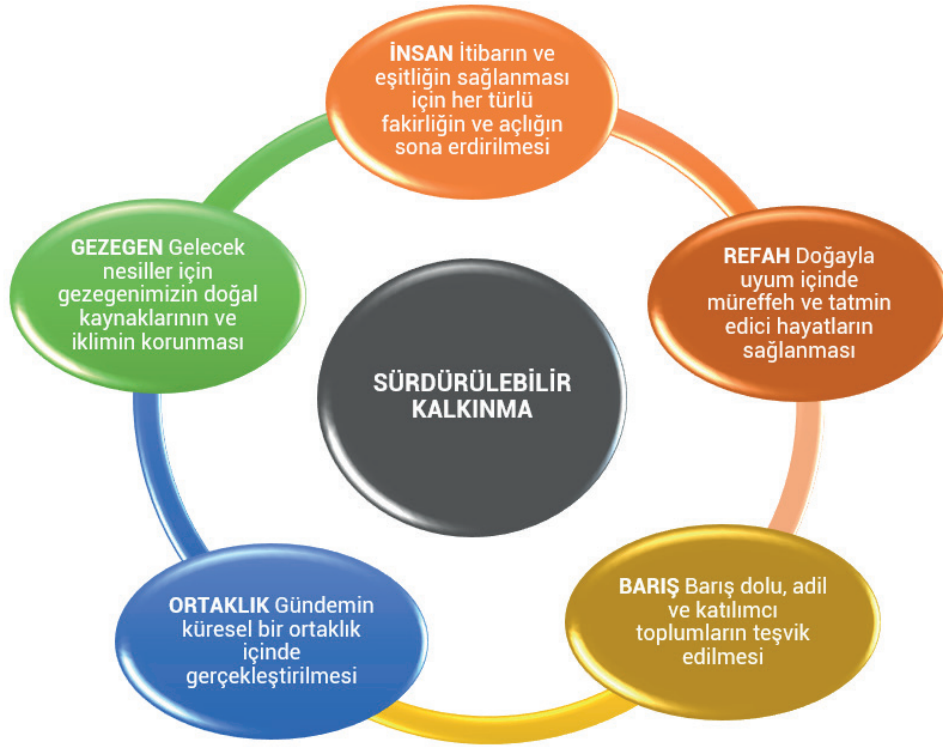 İNSAN İtibarın ve
eşitliğin sağlanması
için her türlü
fakirliğin ve açlığın
sona erdirilmesi
GEZEGEN Gelecek
nesiller için
gezegenimizin doğal
kaynaklarının ve
iklimin korunması
REFAH Doğayla
uyum içinde
müreffeh ve tatmin
edici hayatların
sağlanması
SÜRDÜRÜLEBİLİR
KALKINMA
ORTAKLIK Gündemin
küresel bir ortaklık
içinde
gerçekleştirilmesi
BARIŞ Barış dolu, adil
ve katılımcı
toplumların teşvik
edilmesi